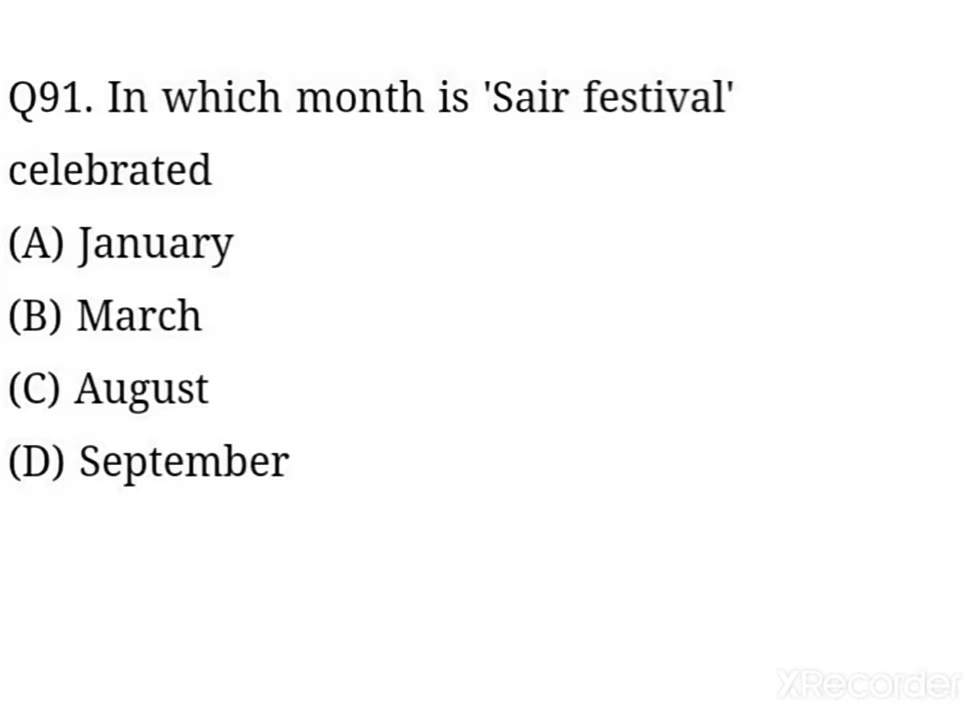 Q91. In which month is 'Sair festival'
celebrated
(A) January
(B) March
(C) August
(D) September
XRecorder